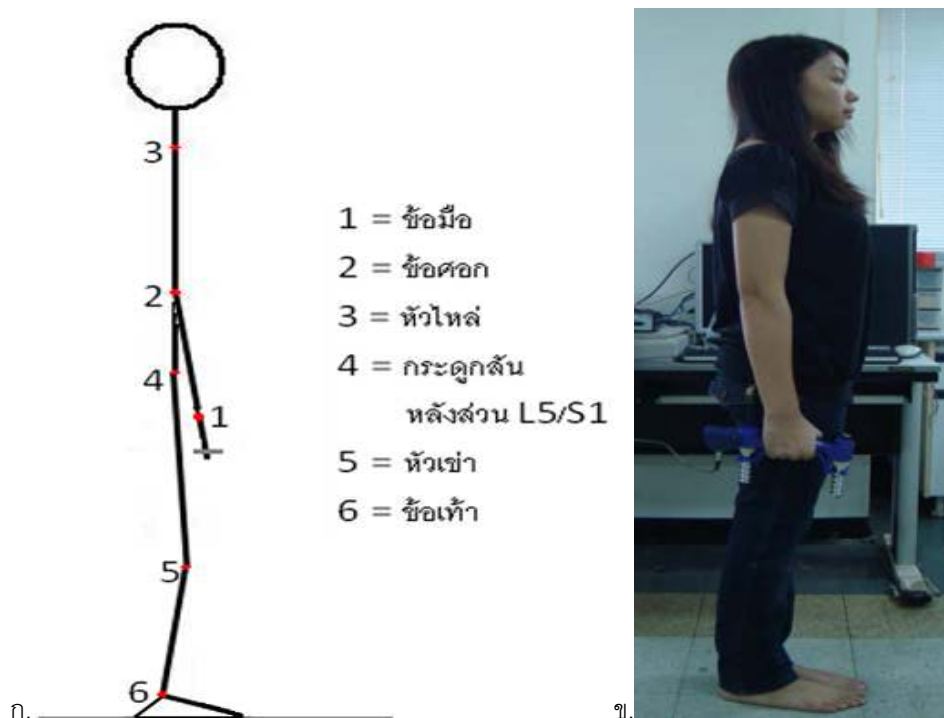 3
2
4
1
5
6
1 = ข้อมือ
2 = ข้อศอก
3 = หัวไหล่
4 = กระดูกสัน
หลังส่วน L5/S1
5 = หัวเข่า
6 = ข้อเท้า
ก.
ข.